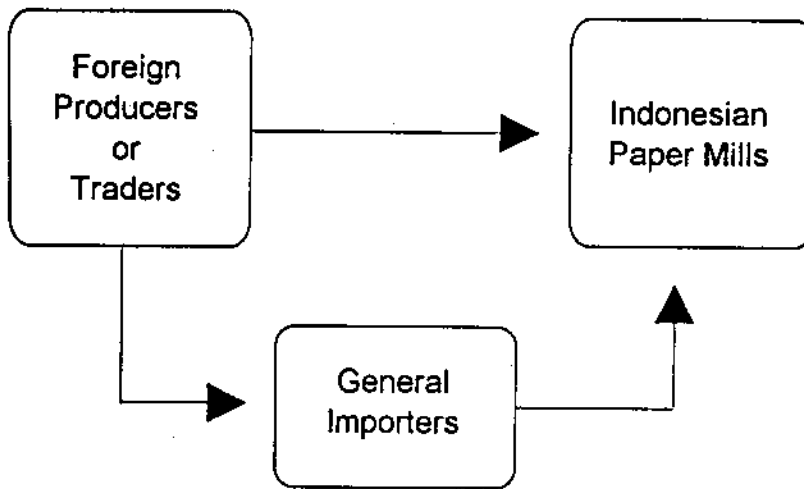 Foreign
Producers
or
Traders
Indonesian
Paper Mills
General
Importers